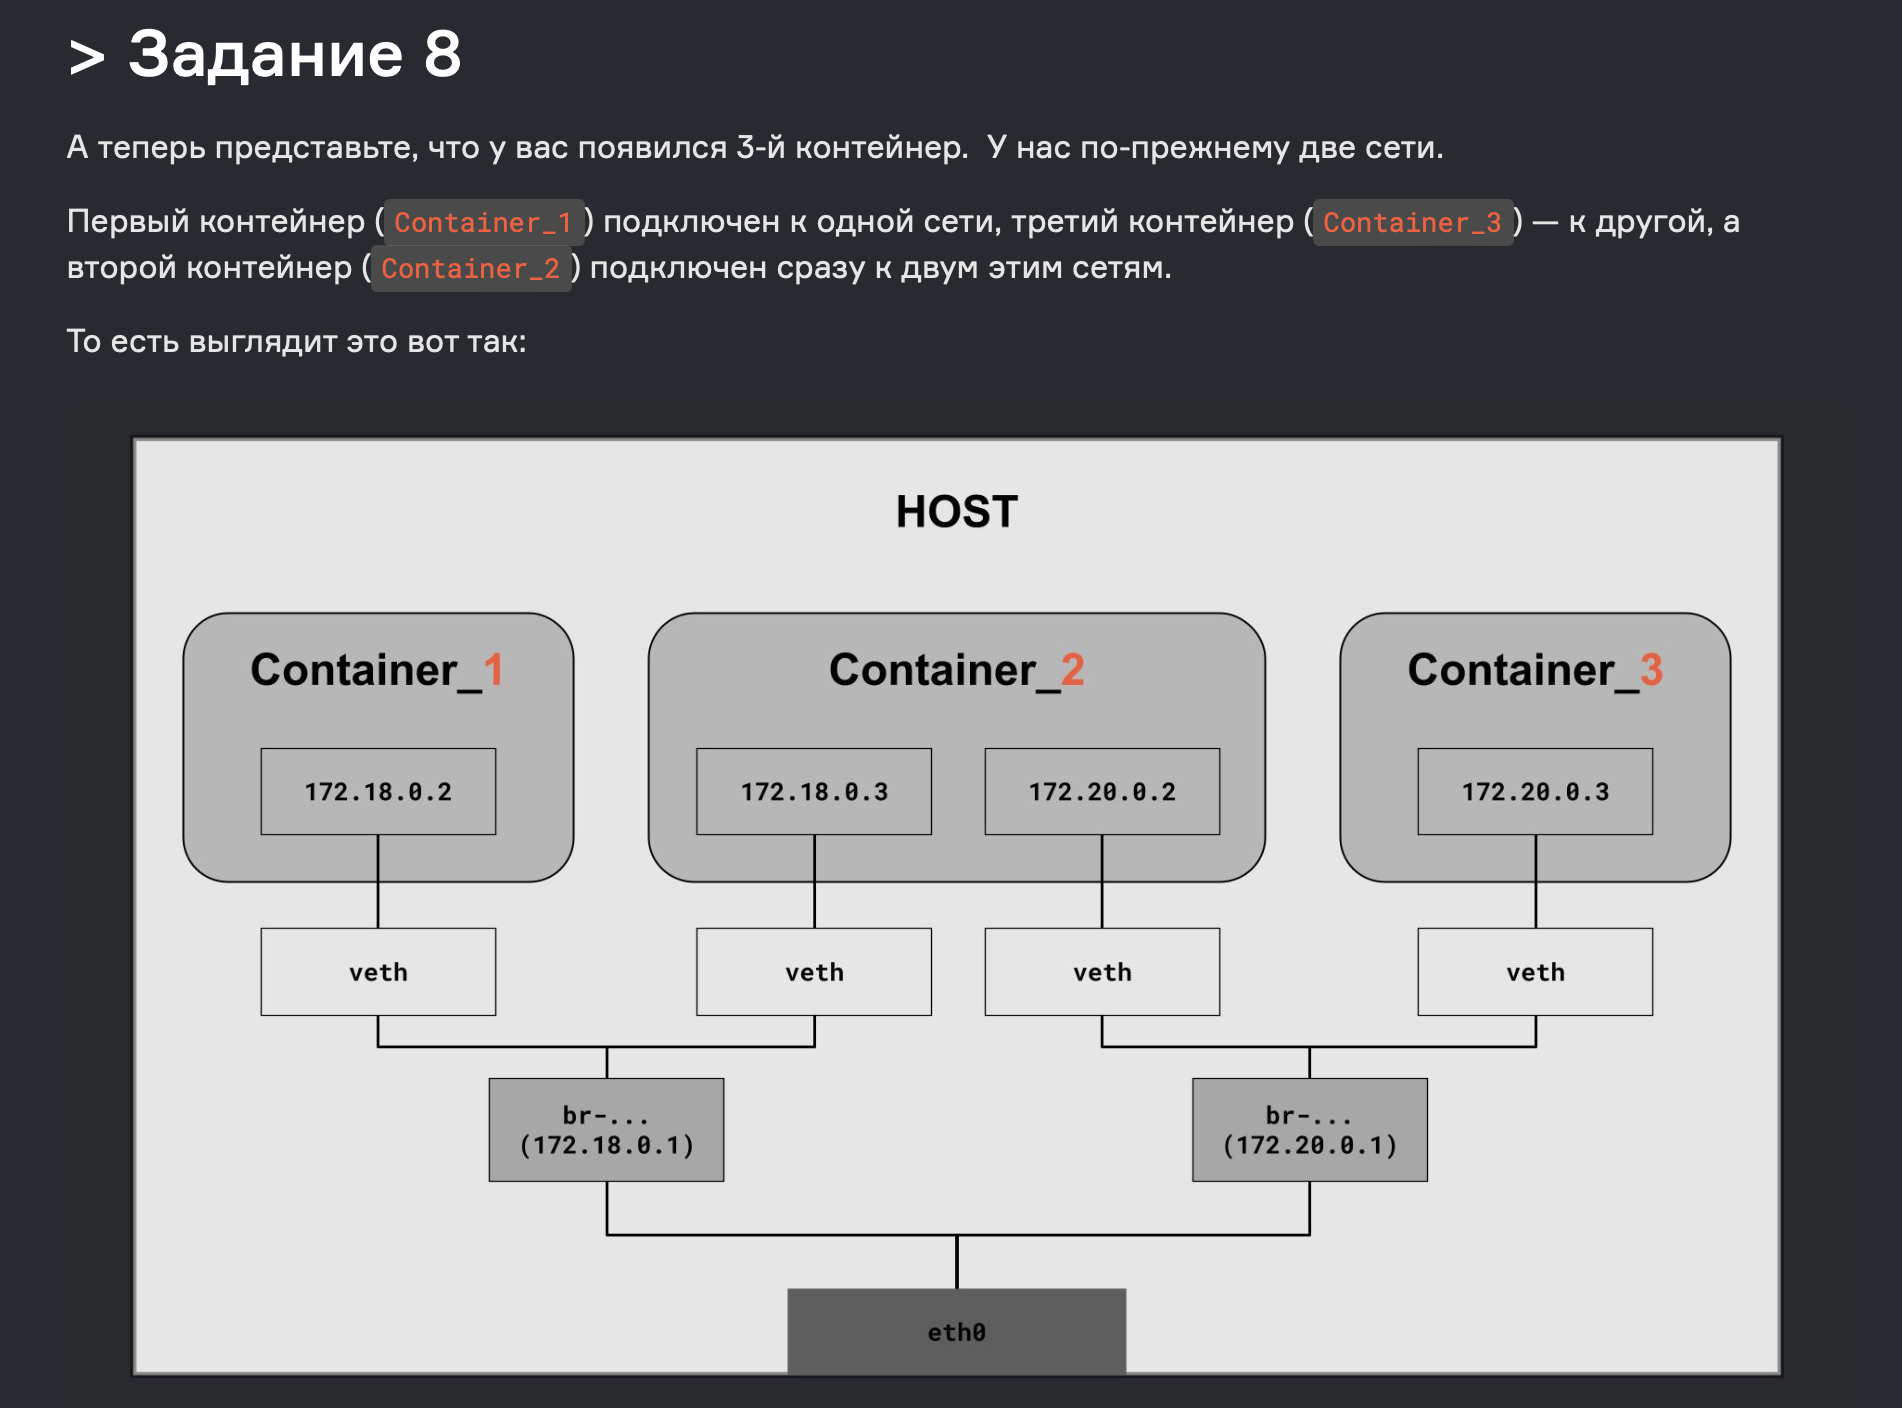 > Задание 8
А теперь представьте, что у вас появился 3-й контейнер.  У нас по-прежнему две сети.
Первый контейнер (Container_1) подключен к одной сети, третий контейнер (Container_3) — к другой, а
второй контейнер (Container_2) подключен сразу к двум этим сетям.
То есть выглядит это вот так:
HOST
Container_1
Container_2
Container_3
172.18.0.2
172.18.0.3
172.20.0.2
172.20.0.3
veth
veth
veth
veth
br-...
(172.18.0.1)
br-...
(172.20.0.1)
eth0